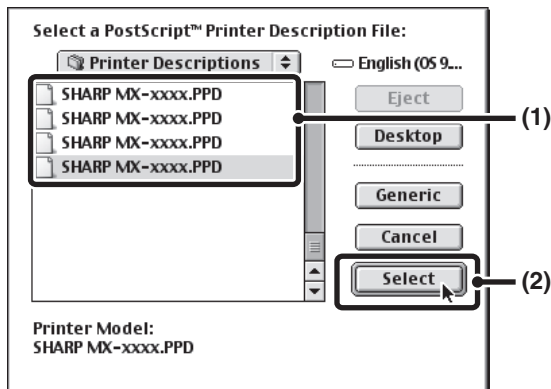 Select a PostScript™ Printer Description File:
Printer Descriptions
English (OS 9....
SHARP MX-xxxx.PPD
SHARP MX-xxxx.PPD
SHARP MX-xxxx.PPD
SHARP MX-xxxx.PPD
Eject
(1)
Desktop
Generic
Cancel
Select
(2)
Printer Model:
SHARP MX-xxxx.PPD